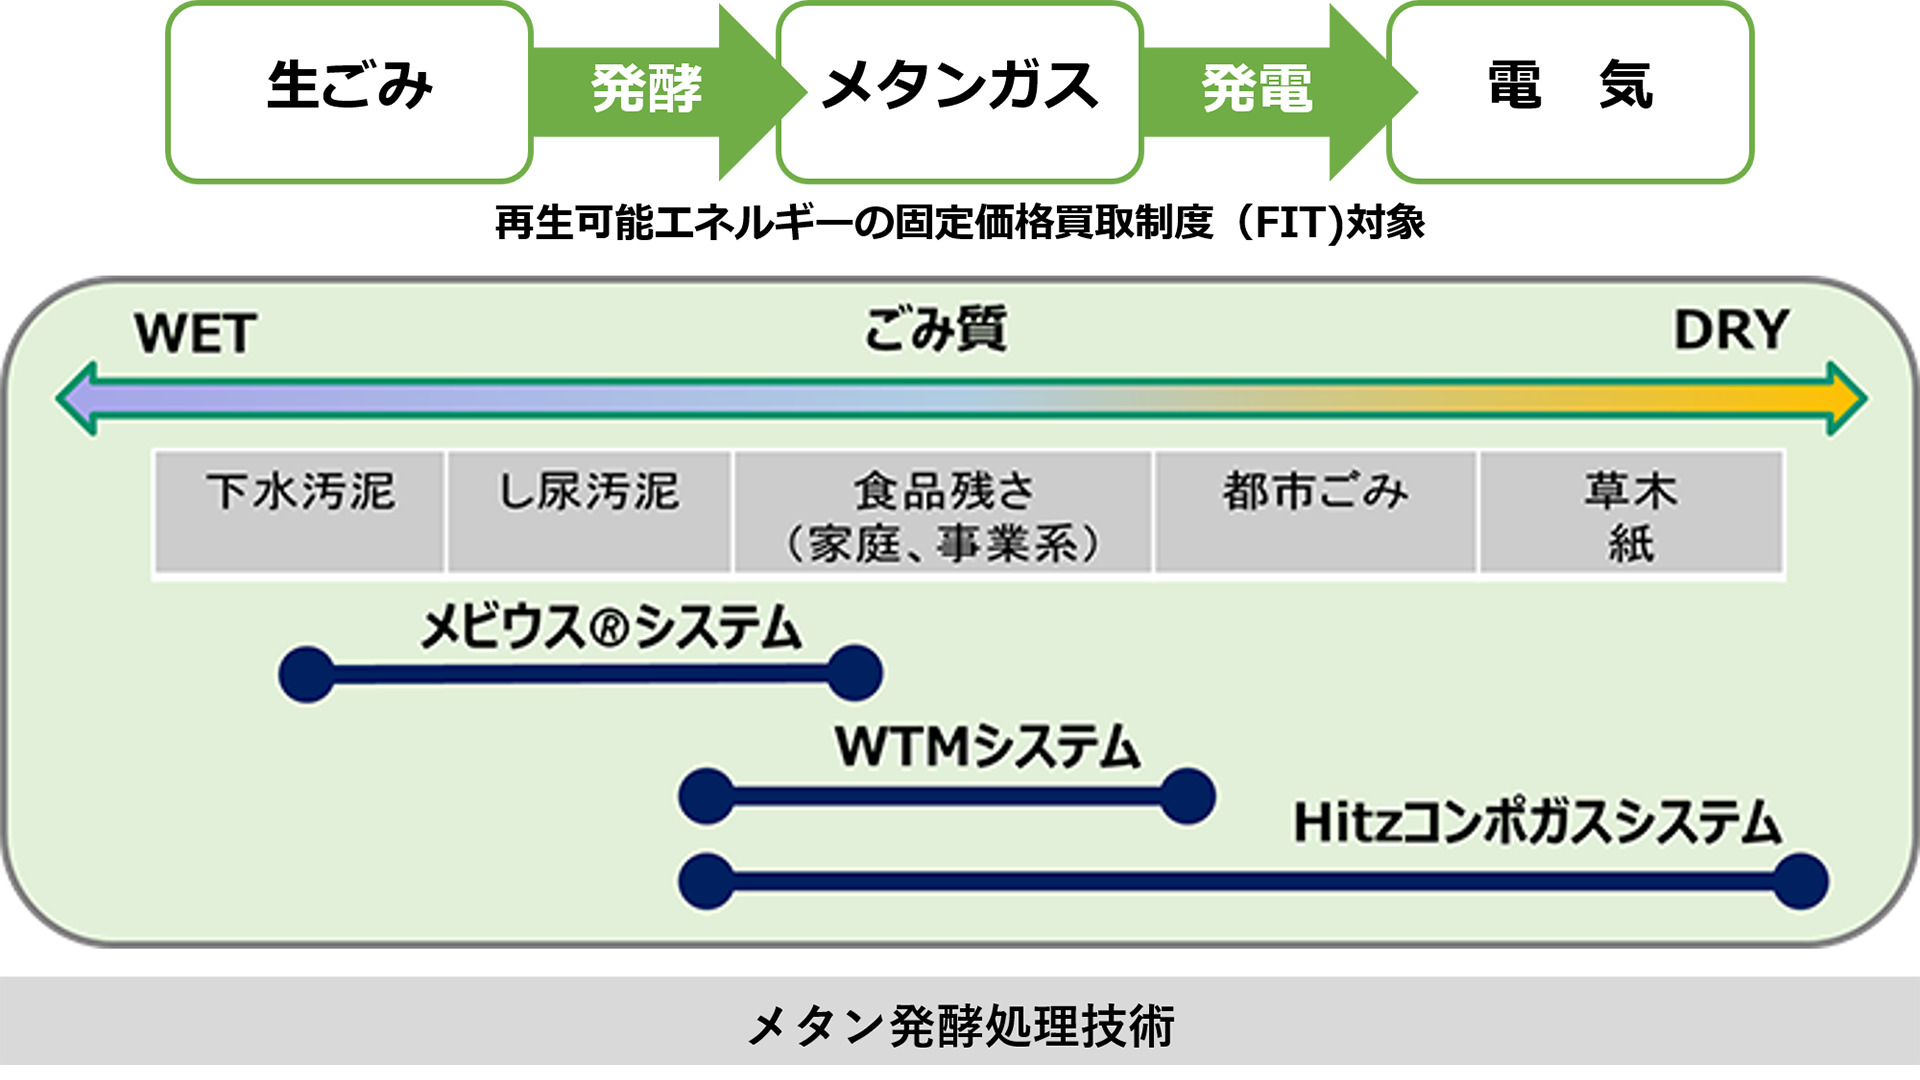 生ごみ
発酵
メタンガス
発電
電　気
再生可能エネルギーの固定価格買取制度（FIT)対象
WET
ごみ質
DRY
下水汚泥
し尿汚泥
食品残さ
（家庭、事業系）
都市ごみ
草木
紙
メビウス®システム
WTMシステム
Hitzコンポガスシステム
メタン発酵処理技術